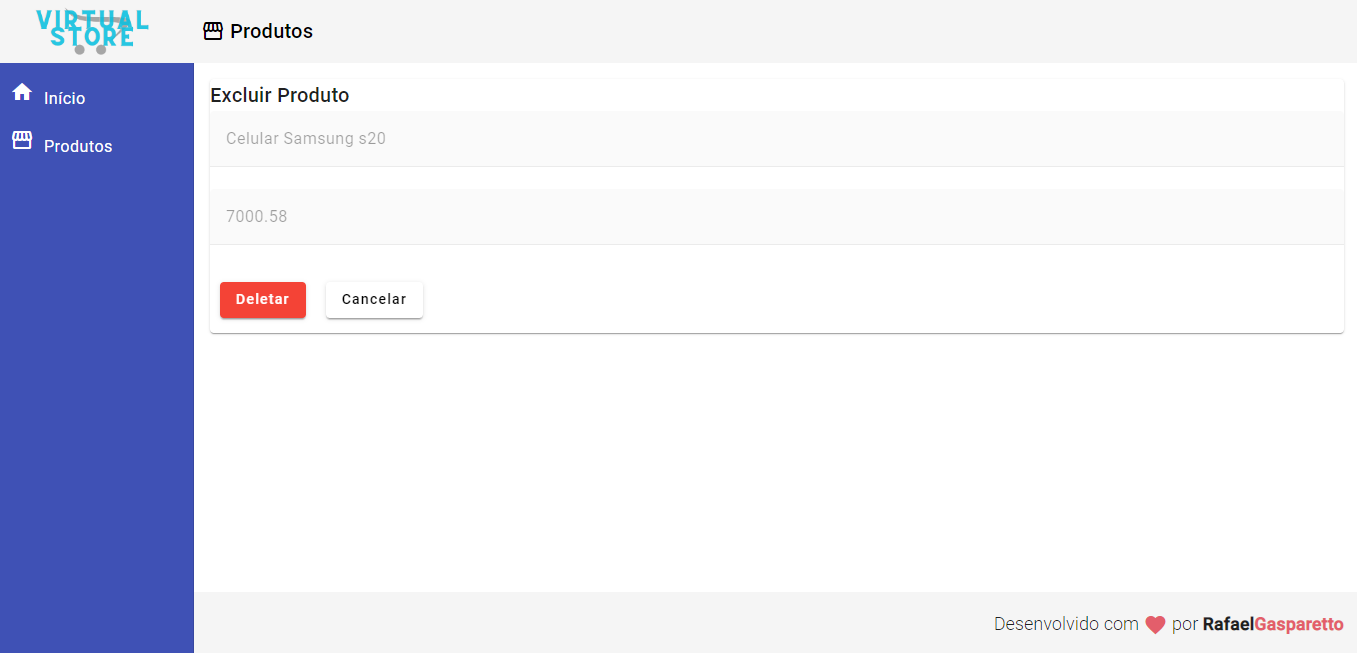 VIRTUAL
STORE
Produtos
Início
Produtos
Excluir Produto
Celular Samsung s20
7000.58
Deletar
Cancelar
Desenvolvido com por RafaelGasparetto